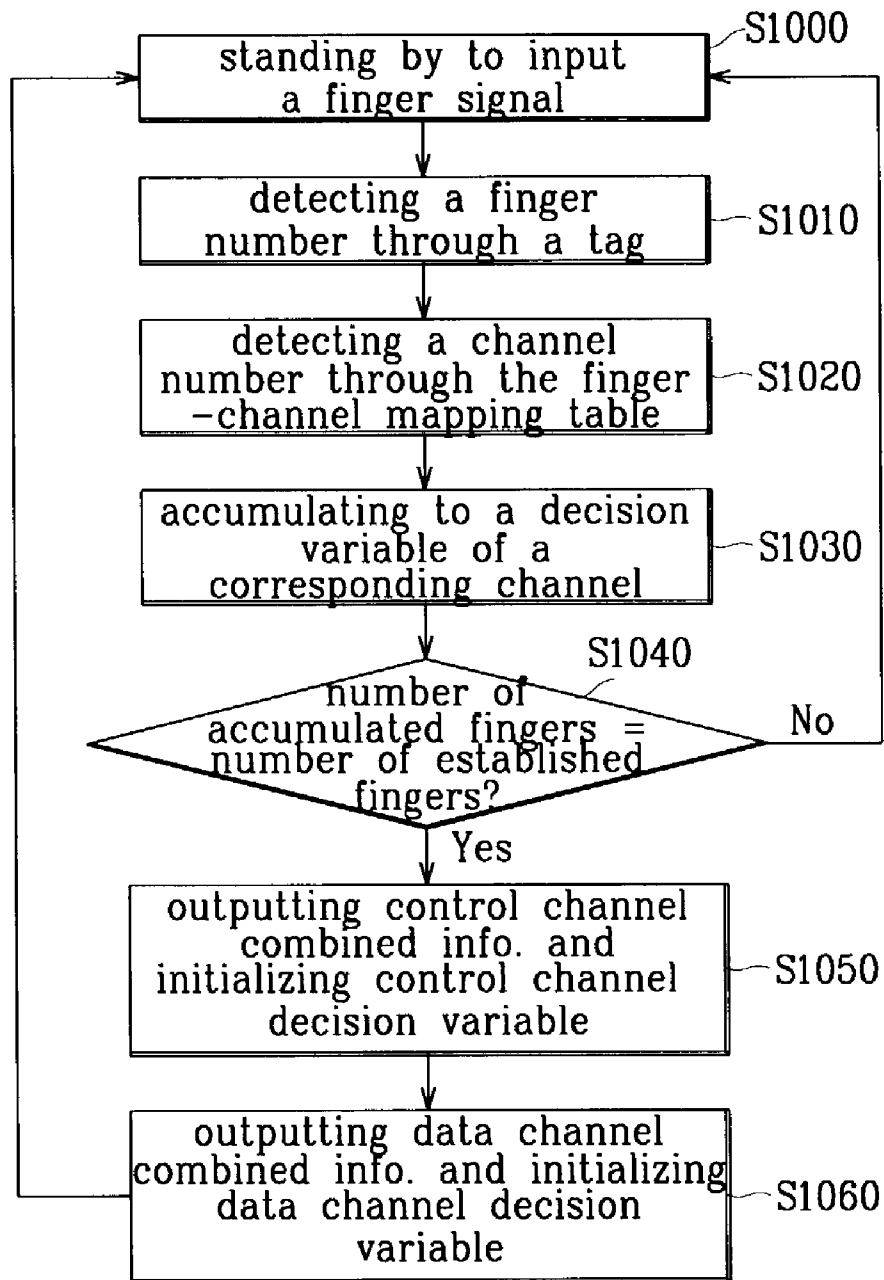 S1000
standing by to input
a finger signal
detecting a finger
number through a tag
S1010
detecting a channel
number through the finger
-channel mapping table
S1020
accumulating to a decision
variable of a
corresponding channel
S1030
S1040
number of
accumulated fingers =
number of established
fingers?
No
Yes
outputting control channel
combined info. and
initializing control channel
decision variable
S1050
outputting data channel
combined info. and initializing
data channel decision
variable
S1060